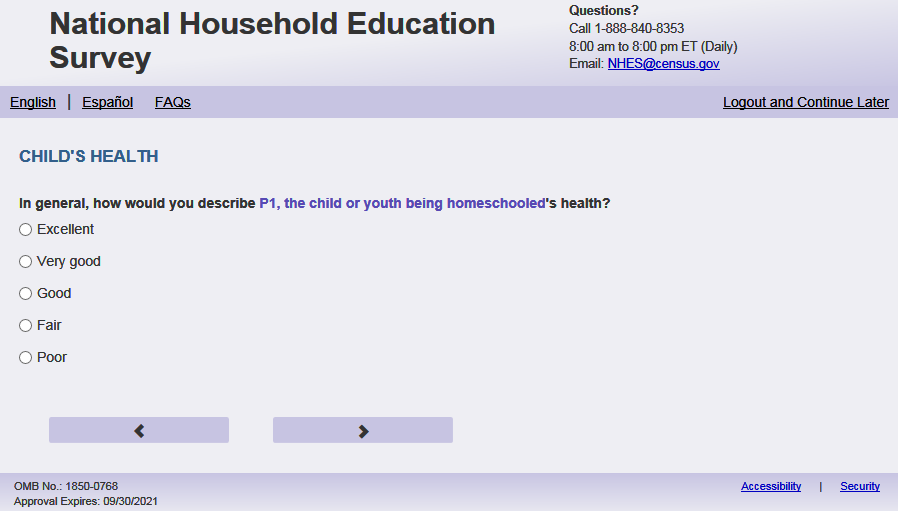 National Household Education
Survey
Questions?
Call 1-888-840-8353
8:00 am to 8:00 pm ET (Daily)
Email: NHES@census.gov
English | Español FAQs Logout and Continue Later
CHILD'S HEALTH
In general, how would you describe P1, the child or youth being homeschooled's health?
Excellent
Very good
Good
Fair
Poor
OMB No.: 1850-0768
Approval Expires: 09/30/2021
Accessibility | Security